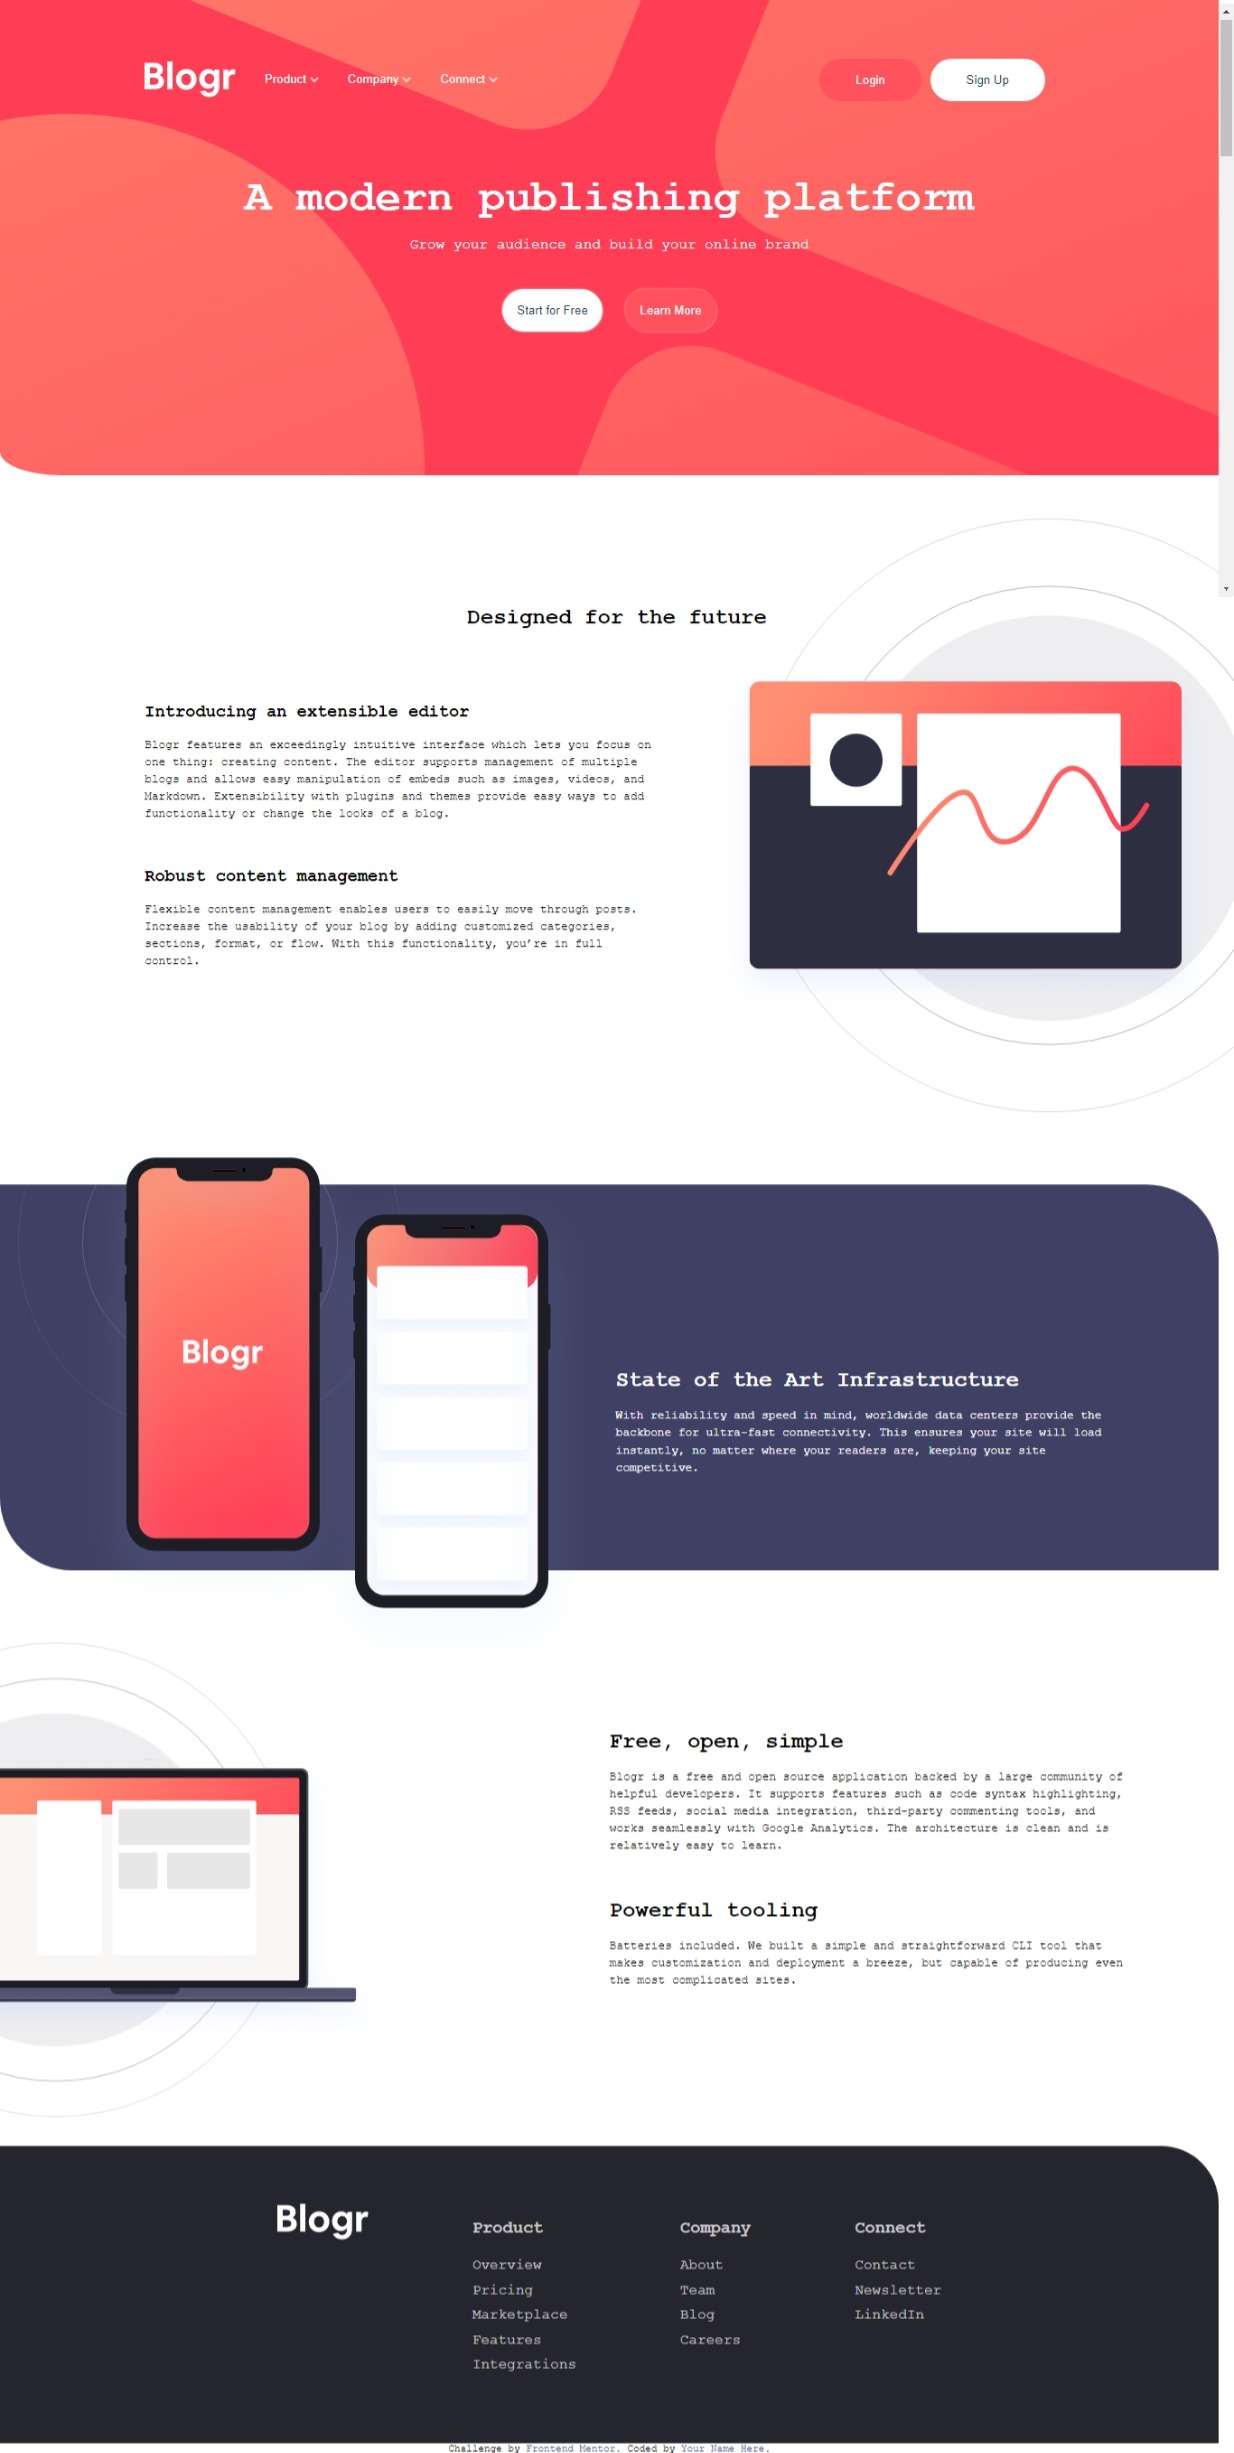 Blogr Product Company Connect Login Sign Up
A modern publishing platform
Grow your audience and build your online brand
Start for Free Learn More
Designed for the future
Introducing an extensible editor
Blogr features an exceedingly intuitive interface which lets you focus on
one thing: creating content. The editor supports management of multiple
blogs and allows easy manipulation of embeds such as images, videos, and
Markdown. Extensibility with plugins and themes provide easy ways to add
functionality or change the looks of a blog.
Robust content management
Flexible content management enables users to easily move through posts.
Increase the usability of your blog by adding customized categories,
sections, format, or flow. With this functionality, you’re in full
control.
Blogr
State of the Art Infrastructure
With reliability and speed in mind, worldwide data centers provide the
backbone for ultra-fast connectivity. This ensures your site will load
instantly, no matter where your readers are, keeping your site
competitive.
Free, open, simple
Blogr is a free and open source application backed by a large community of
helpful developers. It supports features such as code syntax highlighting,
RSS feeds, social media integration, third-party commenting tools, and
works seamlessly with Google Analytics. The architecture is clean and is
relatively easy to learn.
Powerful tooling
Batteries included. We built a simple and straightforward CLI tool that
makes customization and deployment a breeze, but capable of producing even
the most complicated sites.
Blogr
Product
Overview
Pricing
Marketplace
Features
Integrations
Company
About
Team
Blog
Careers
Connect
Contact
Newsletter
LinkedIn
Challenge by Frontend Mentor. Coded by Your Name Here.